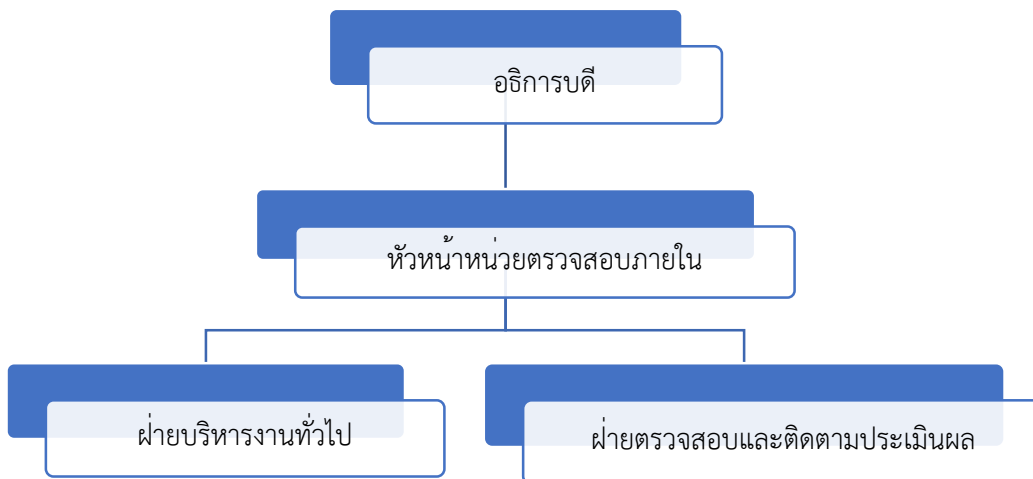 อธิการบดี
หัวหน้าหน่วยตรวจสอบภายใน
ฝ่ายบริหารงานทั่วไป
ฝ่ายตรวจสอบและติดตามประเมินผล